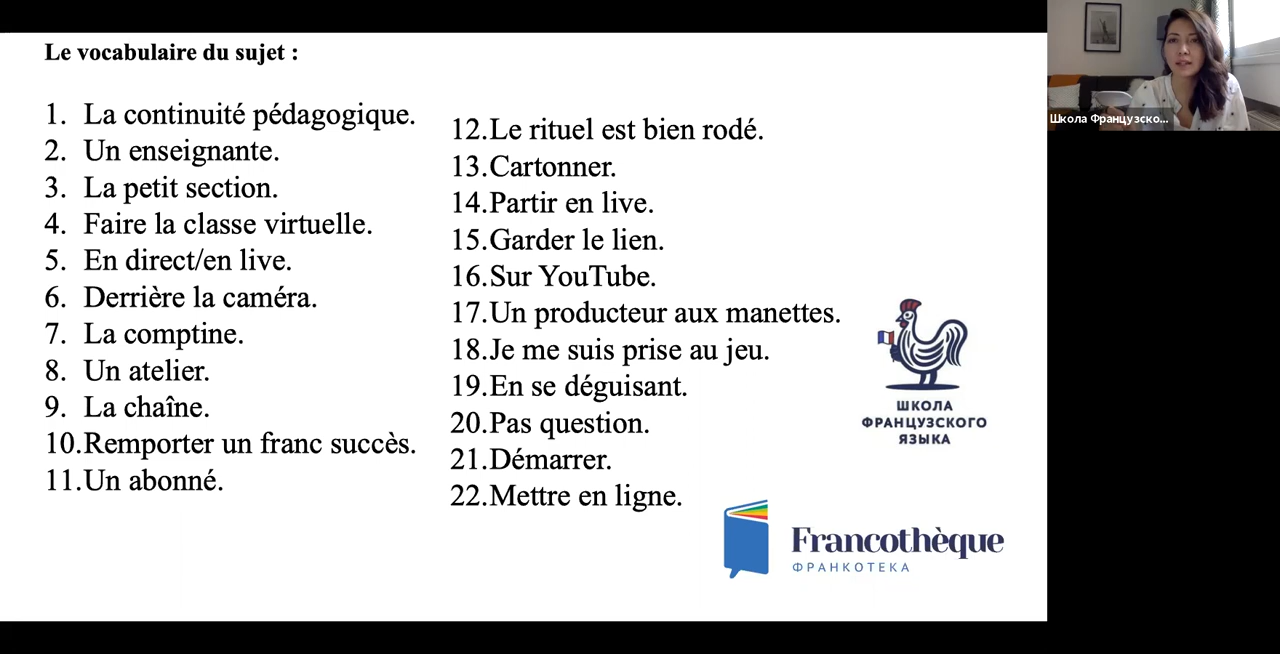 Le vocabulaire du sujet :
1. La continuité pédagogique.
2. Un enseignante.
3. La petit section.
4. Faire la classe virtuelle.
5. En direct/en live.
6. Derrière la caméra.
7. La comptine.
8. Un atelier.
9. La chaîne.
10.Remporter un franc succès.
11.Un abonné.
12.Le rituel est bien rodé.
13.Cartonner.
14.Partir en live.
15.Garder le lien.
16.Sur YouTube.
17.Un producteur aux manettes.
18.Je me suis prise au jeu.
19.En se déguisant.
20.Pas question.
21.Démarrer.
22.Mettre en ligne.
ШКОЛА
ФРАНЦУЗСКОГО
ЯЗЫКА
Francothèque
ФРАНКОТЕКА
Школа Французско...